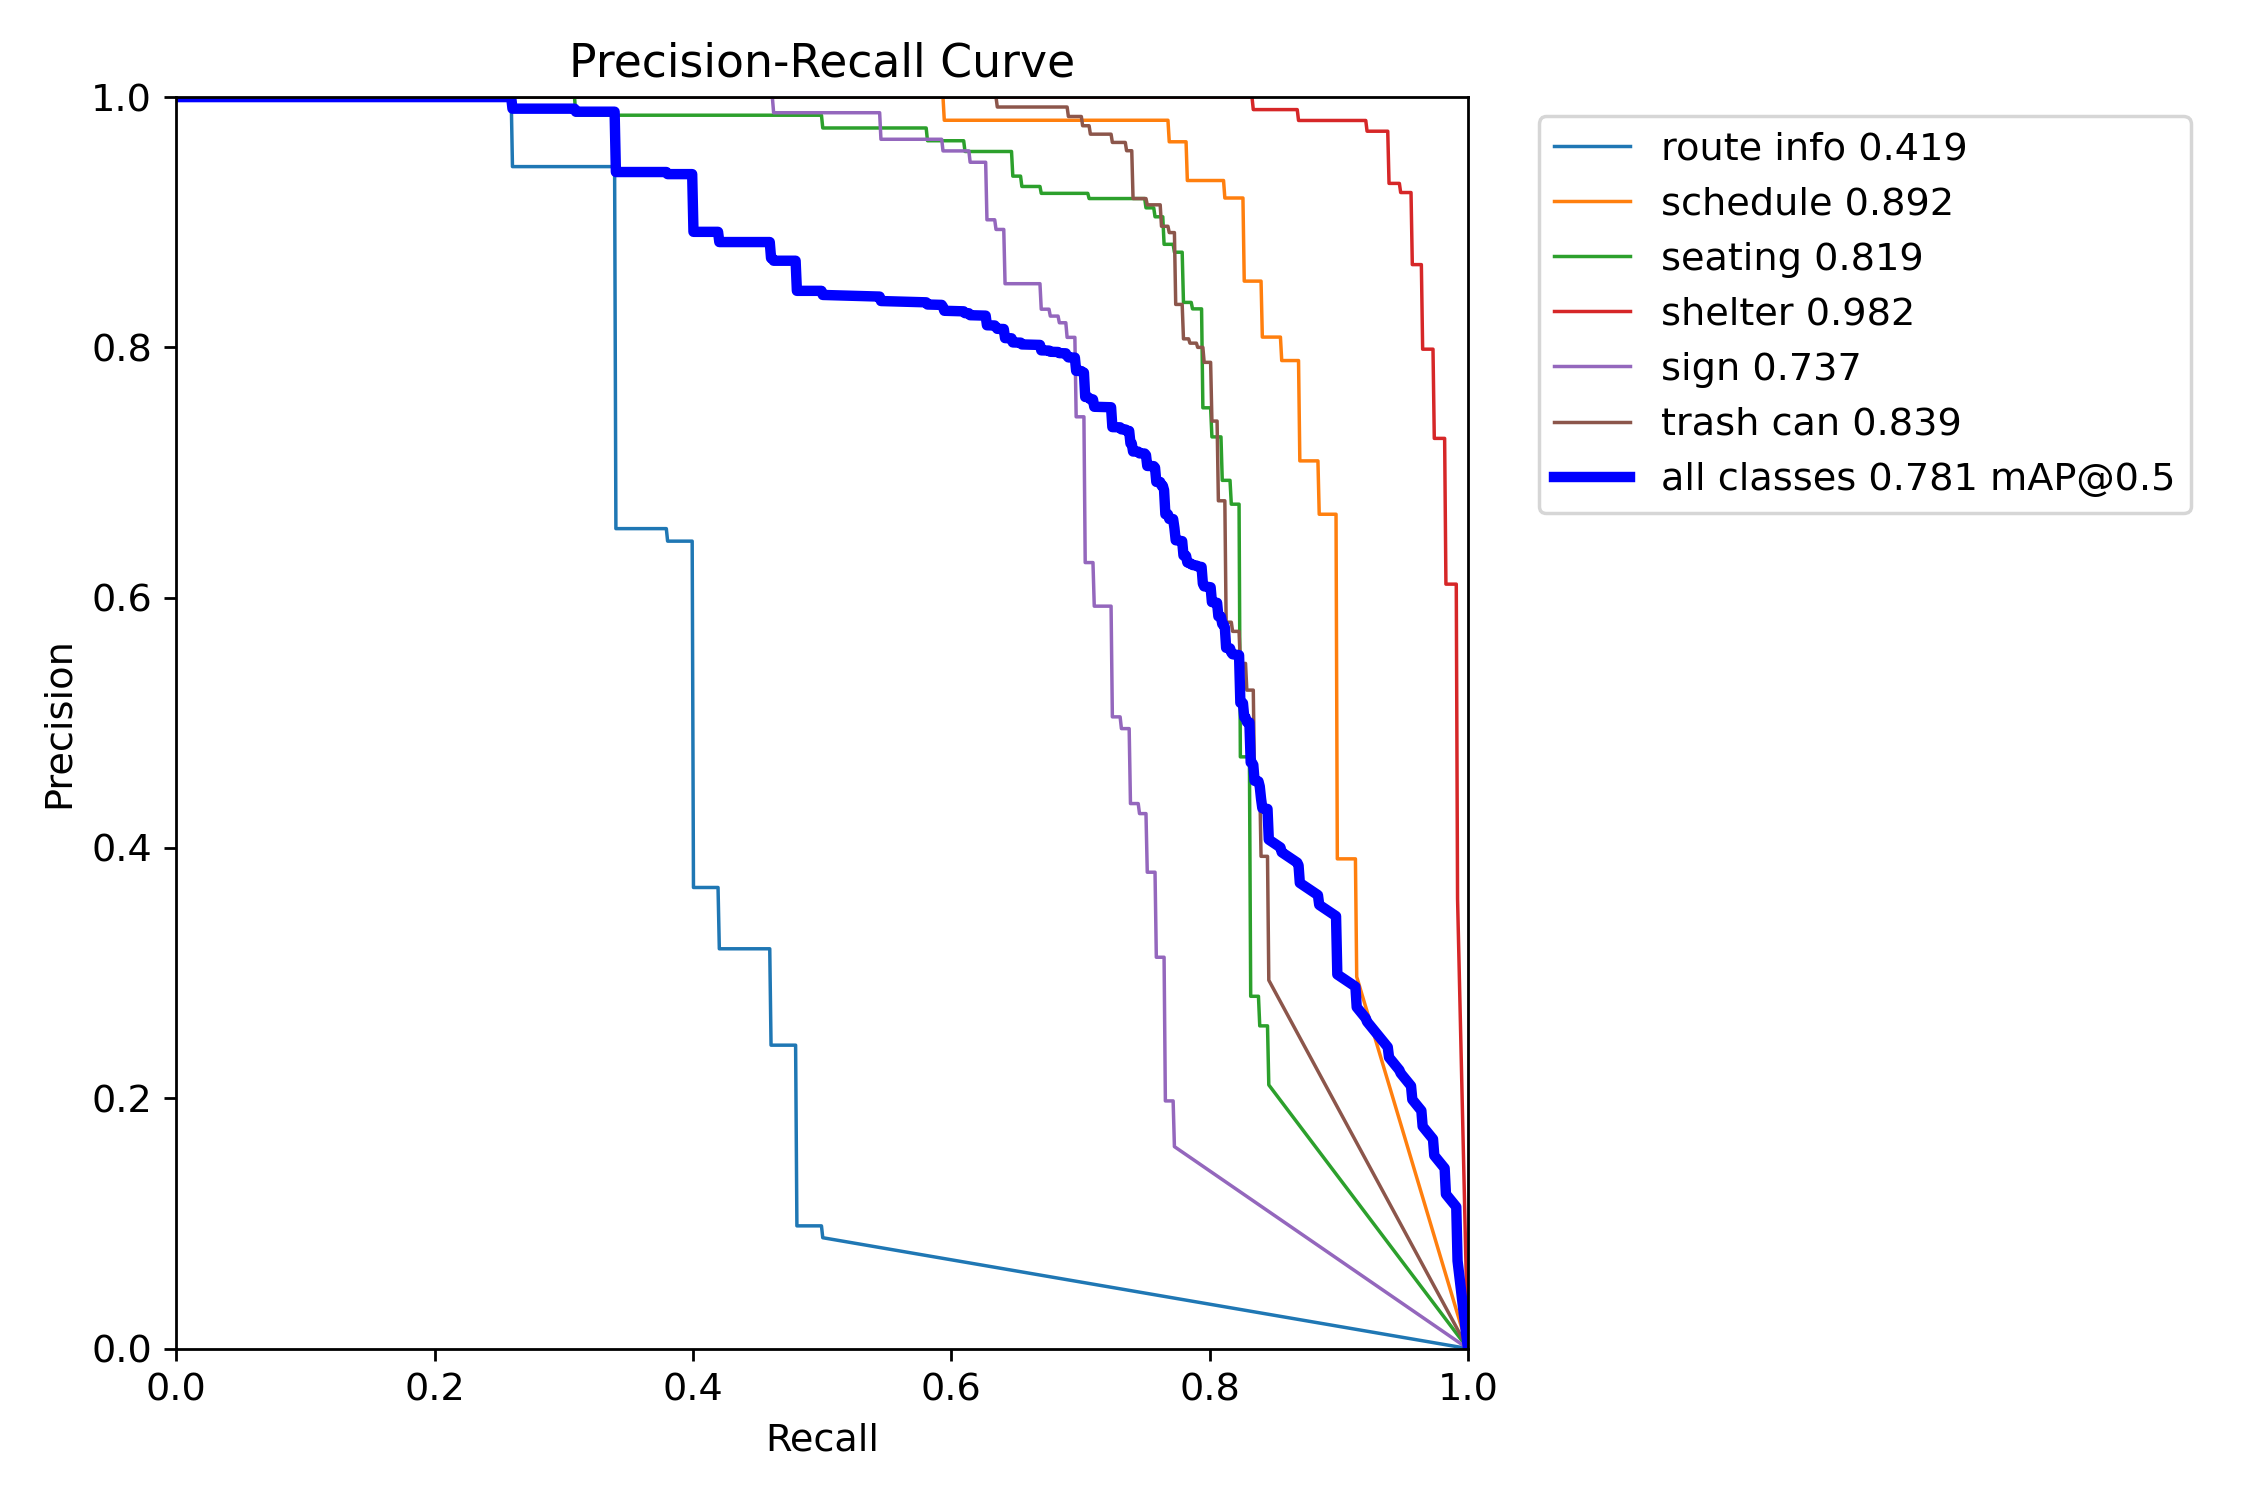 Precision-Recall Curve
1.0
0.8
0.6
0.4
0.2
0.0
Precision
0.0 0.2 0.4 0.6 0.8 1.0
Recall
route info 0.419
schedule 0.892
seating 0.819
shelter 0.982
sign 0.737
trash can 0.839
all classes 0.781 mAP@0.5